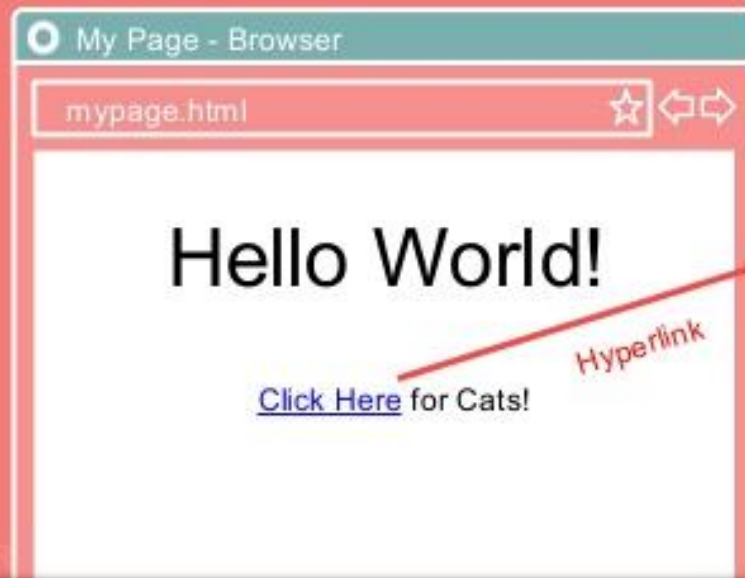 My Page - Browser
mypage.html
Hello World!
Hyperlink
Click Here for Cats!